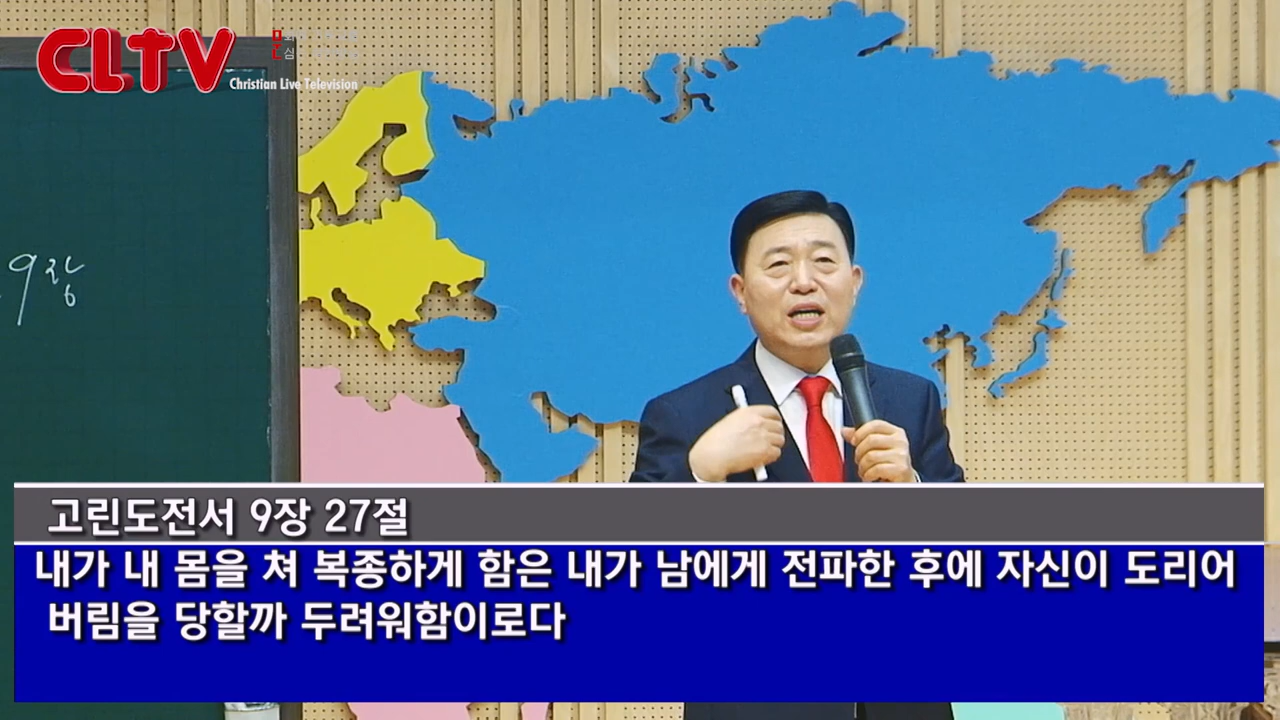 CLTV
Christian Live Television
9장
고린도전서 9장 27절
내가 내 몸을 쳐 복종하게 함은 내가 남에게 전파한 후에 자신이 도리어
버림을 당할까 두려워함이로다